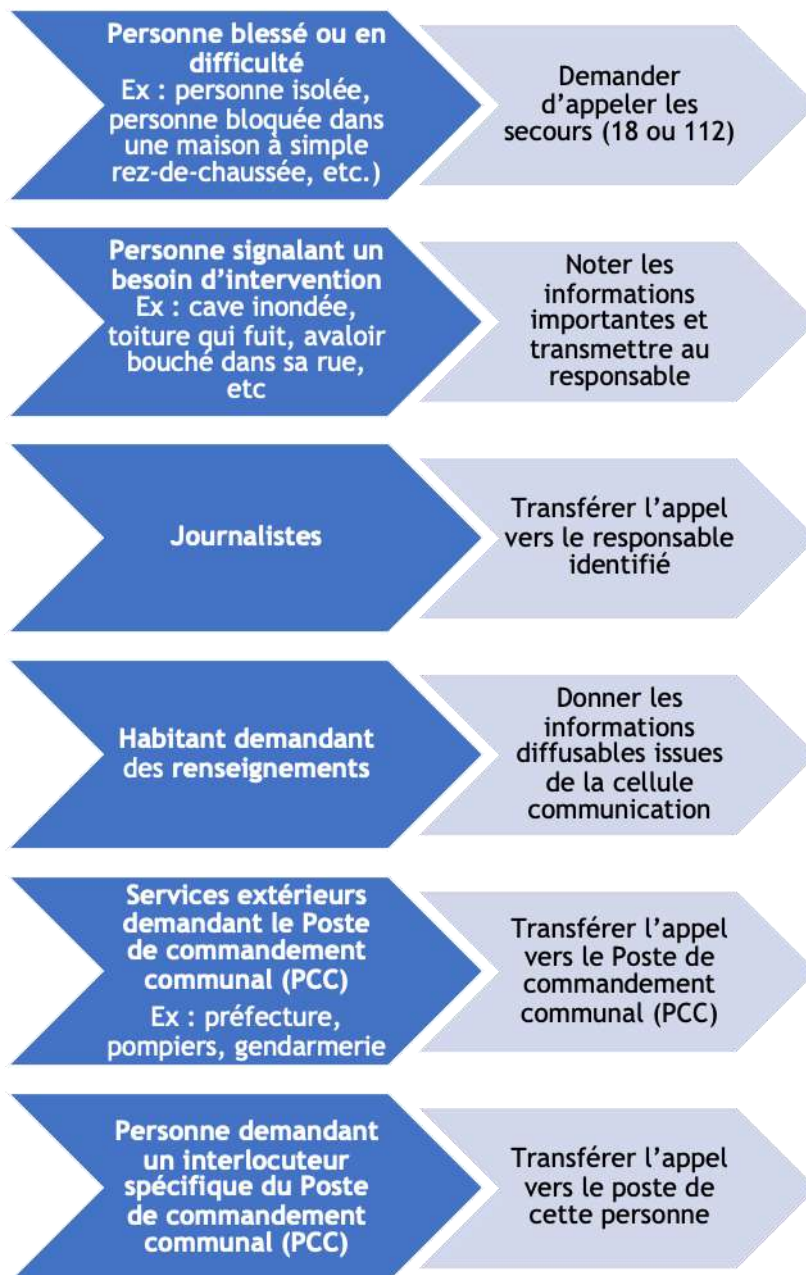 Personne blessé ou en
difficulté
Ex : personne isolée,
personne bloquée dans
une maison à simple
rez-de-chaussée, etc.)
Demander
d’appeler les
secours (18 ou 112)
Personne signalant un
besoin d’intervention
Ex : cave inondée,
toiture qui fuit, avaloir
bouché dans sa rue,
etc
Noter les
informations
importantes et
transmettre au
responsable
Journalistes
Transférer l’appel
vers le responsable
identifié
Habitant demandant
des renseignements
Donner les
informations
diffusables issues
de la cellule
communication
Services extérieurs
demandant le Poste
de commandement
communal (PCC)
Ex : préfecture,
pompiers, gendarmerie
Transférer l’appel
vers le Poste de
commandement
communal (PCC)
Personne demandant
un interlocuteur
spécifique du Poste
de commandement
communal (PCC)
Transférer l’appel
vers le poste de
cette personne